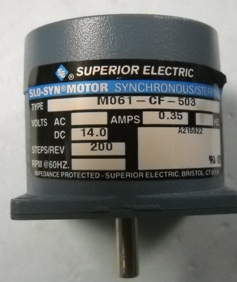 SUPERIOR ELECTRIC
SLO-SYN® MOTOR SYNCHRONOUS/STEPPING
TYPE M061-CF-503
VOLTS AC AMPS 0.35 HZ
DC 14.0 A215922
STEPS/REV 200
RPM @ 60HZ.
IMPEDANCE PROTECTED - SUPERIOR ELECTRIC, BRISTOL, CT